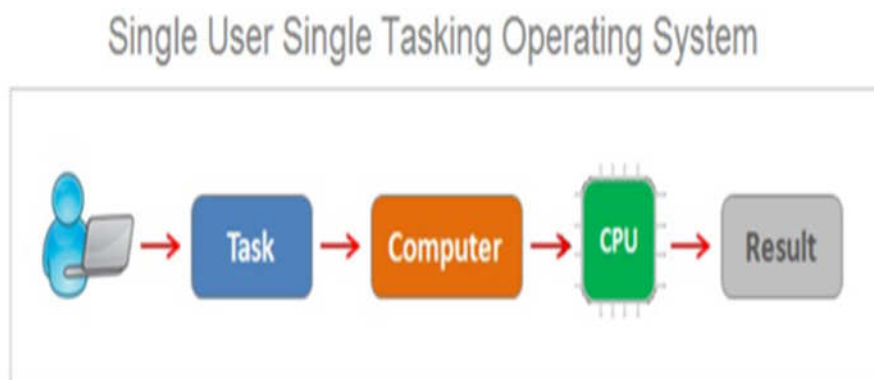 Single User Single Tasking Operating System
Task
Computer
CPU
Result